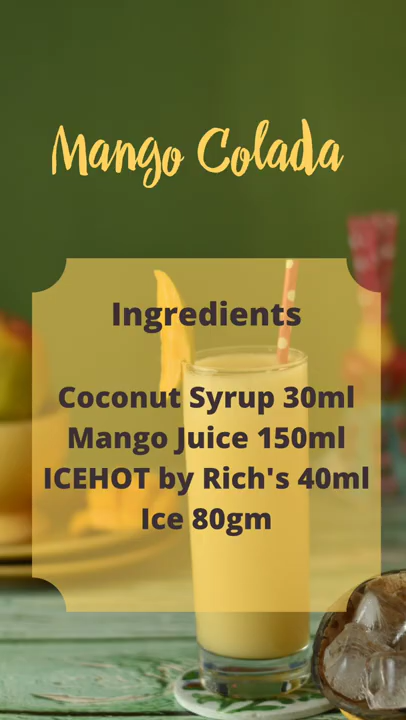 Mango Colada
Ingredients
Coconut Syrup 30ml
Mango Juice 150ml
ICEHOT by Rich's 40ml
Ice 80gm